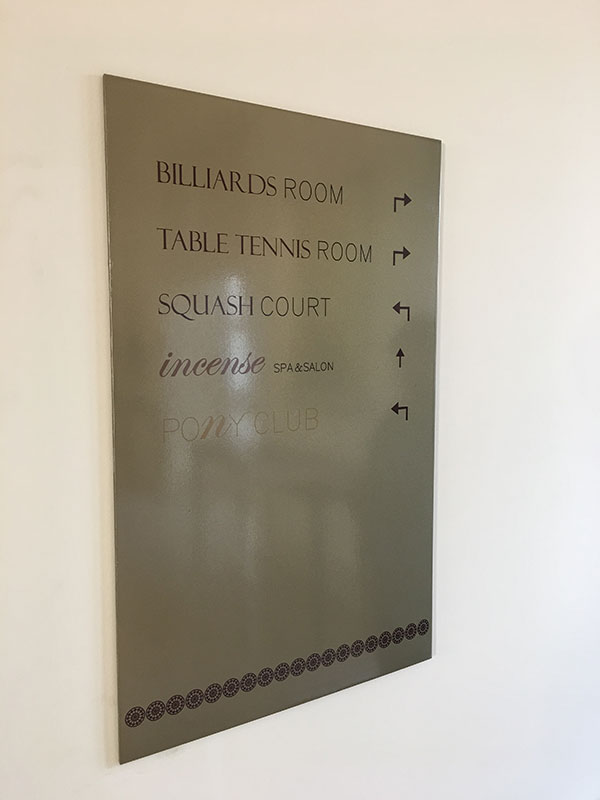 BILLIARDS ROOM
TABLE TENNIS ROOM
SQUASH COURT
incense SPA & SALON
PONY CLUB